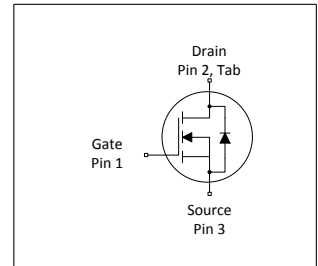 Drain
Pin 2, Tab
Gate
Pin 1
Source
Pin 3